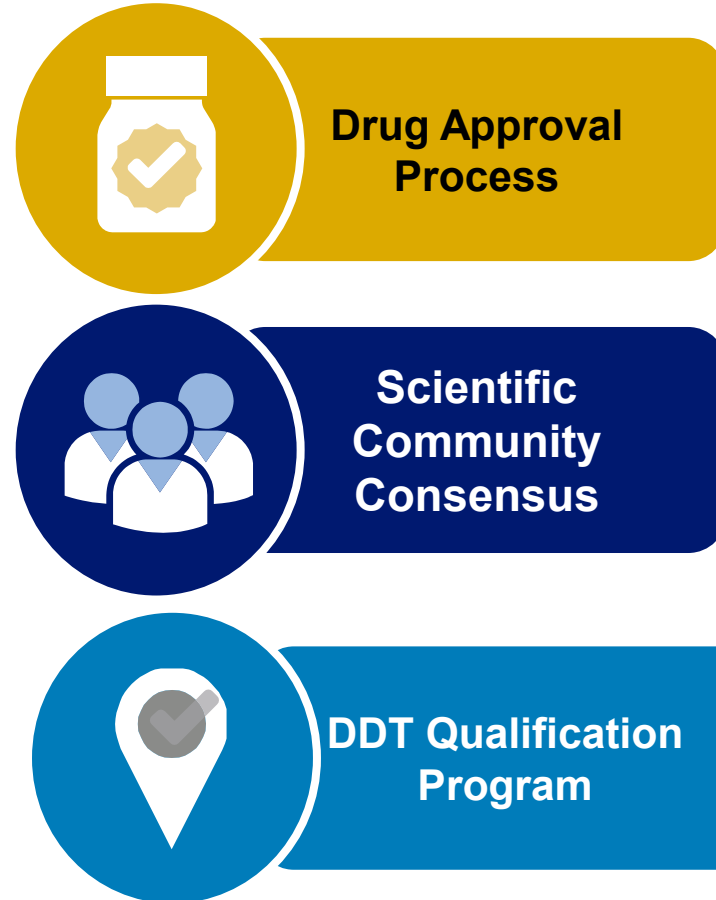 Drug Approval
Process
Scientific
Community
Consensus
DDT Qualification
Program